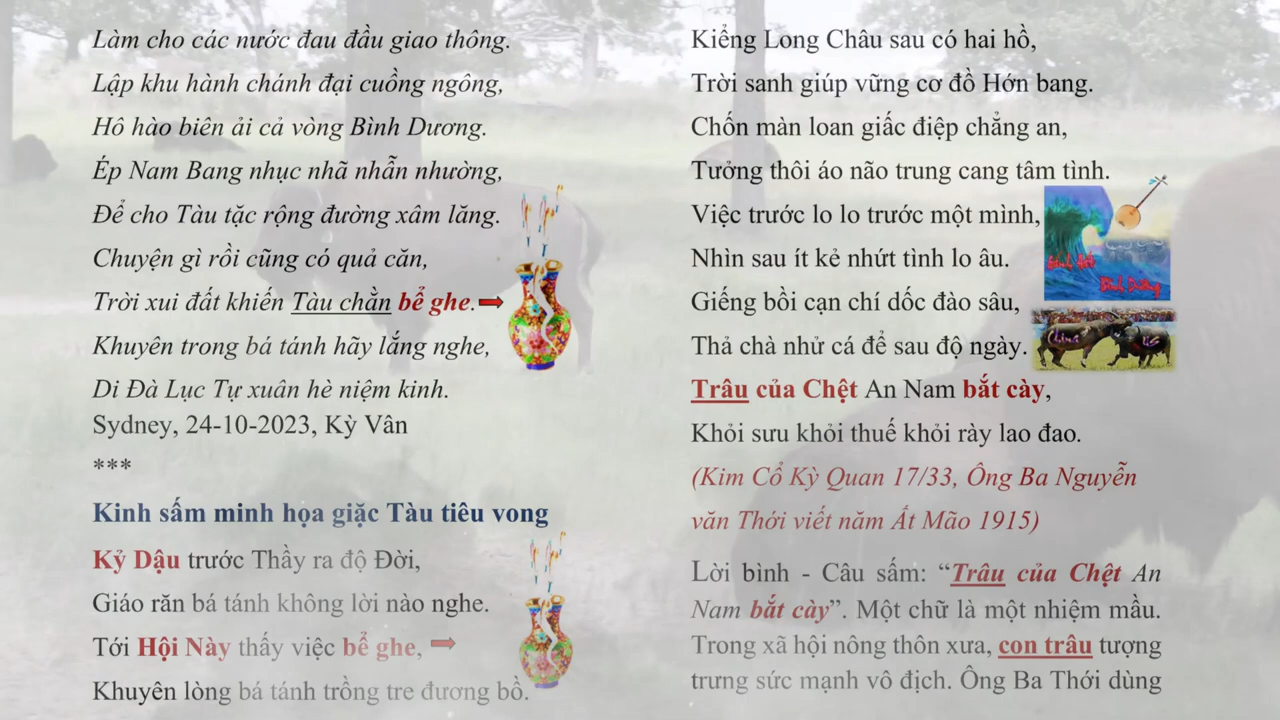 Làm cho các nước đau đầu giao thông.
Lập khu hành chánh đại cuồng ngông,
Hô hào biên ải cả vòng Bình Dương.
Ép Nam Bang nhục nhã nhẫn nhường,
Để cho Tàu tặc rộng đường xâm lăng.
Chuyện gì rồi cũng có quả căn,
Trời xui đất khiến Tàu chằn bể ghe.
Khuyên trong bá tánh hãy lắng nghe,
Di Đà Lục Tự xuân hè niệm kinh.
Sydney, 24-10-2023, Kỳ Vân
***
Kinh sấm minh họa giặc Tàu tiêu vong
Kỷ Dậu trước Thầy ra độ Đời,
Giáo răn bá tánh không lời nào nghe.
Tới Hội Này thấy việc bể ghe,
Khuyên lòng bá tánh trồng tre đương bồ.
Kiểng Long Châu sau có hai hồ,
Trời sanh giúp vững cơ đồ Hớn bang.
Chốn màn loan giấc điệp chẳng an,
Tưởng thôi áo não trung cang tâm tình.
Việc trước lo lo trước một mình,
Nhìn sau ít kẻ nhứt tình lo âu.
Giếng bồi cạn chí dốc đào sâu,
Thả chà nhử cá để sau độ ngày.
Trâu của Chệt An Nam bắt cày,
Khỏi sưu khỏi thuế khỏi rày lao đao.
(Kim Cổ Kỳ Quan 17/33, Ông Ba Nguyễn
văn Thới viết năm Ất Mão 1915)
Lời bình - Câu sấm: “Trâu của Chệt An
Nam bắt cày”. Một chữ là một nhiệm mầu.
Trong xã hội nông thôn xưa, con trâu tượng
trưng sức mạnh vô địch. Ông Ba Thới dùng
China
US